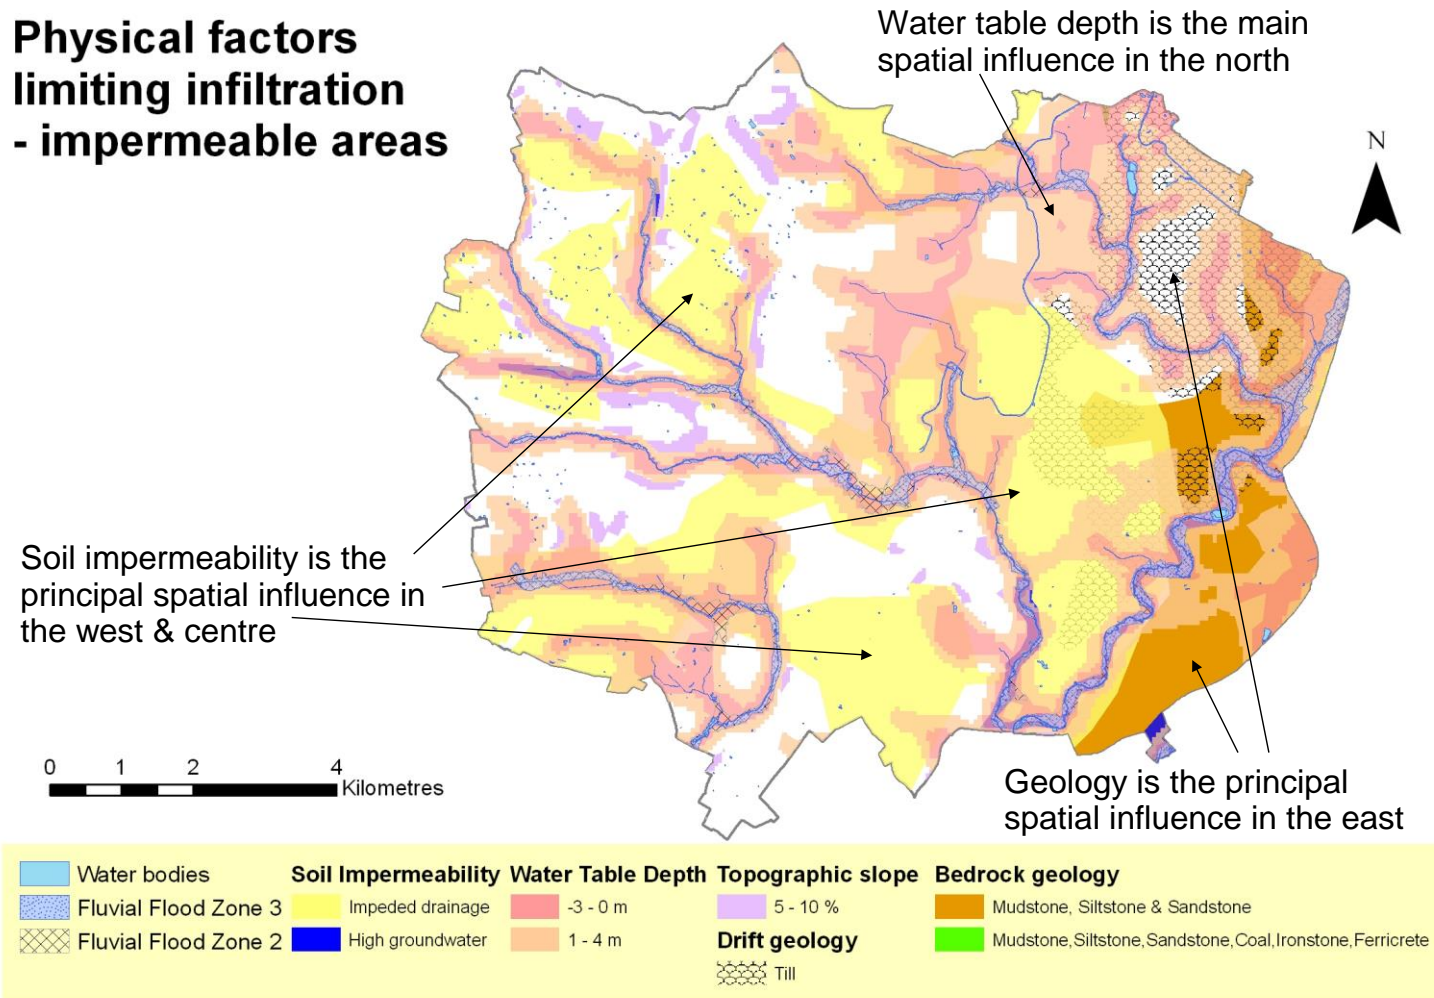 Physical factors
limiting infiltration
- impermeable areas
Water table depth is the main
spatial influence in the north
N
Soil impermeability is the
principal spatial influence in
the west & centre
0 1 2 4
Kilometres
Geology is the principal
spatial influence in the east
Water bodies
Fluvial Flood Zone 3
Fluvial Flood Zone 2
Soil Impermeability
Impeded drainage
High groundwater
Water Table Depth
-3 - 0 m
1 - 4 m
Topographic slope
5 - 10 %
Drift geology
Till
Bedrock geology
Mudstone, Siltstone & Sandstone
Mudstone,Siltstone,Sandstone,Coal,Ironstone,Ferricrete